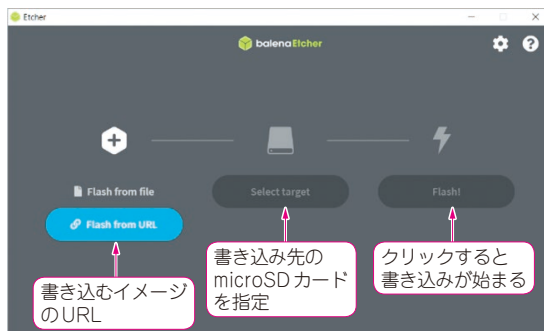 Etcher
balenaEtcher
Flash from file
Select target
Flash!
Flash from URL
書き込むイメージ
のURL
書き込み先の
microSDカード
を指定
クリックすると
書き込みが始まる